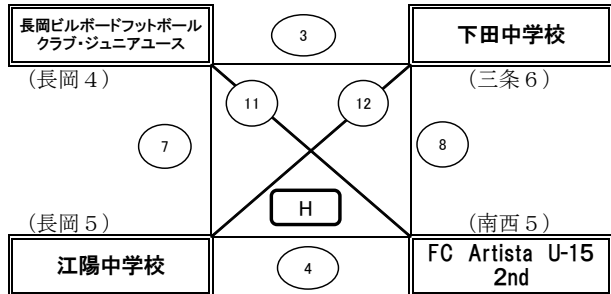 長岡ビルボードフットボール
クラブ・ジュニアユース
3
下田中学校
(長岡4)
(三条6)
11
12
7
8
H
(長岡5)
(南西5)
江陽中学校
4
FC Artista U-15
2nd